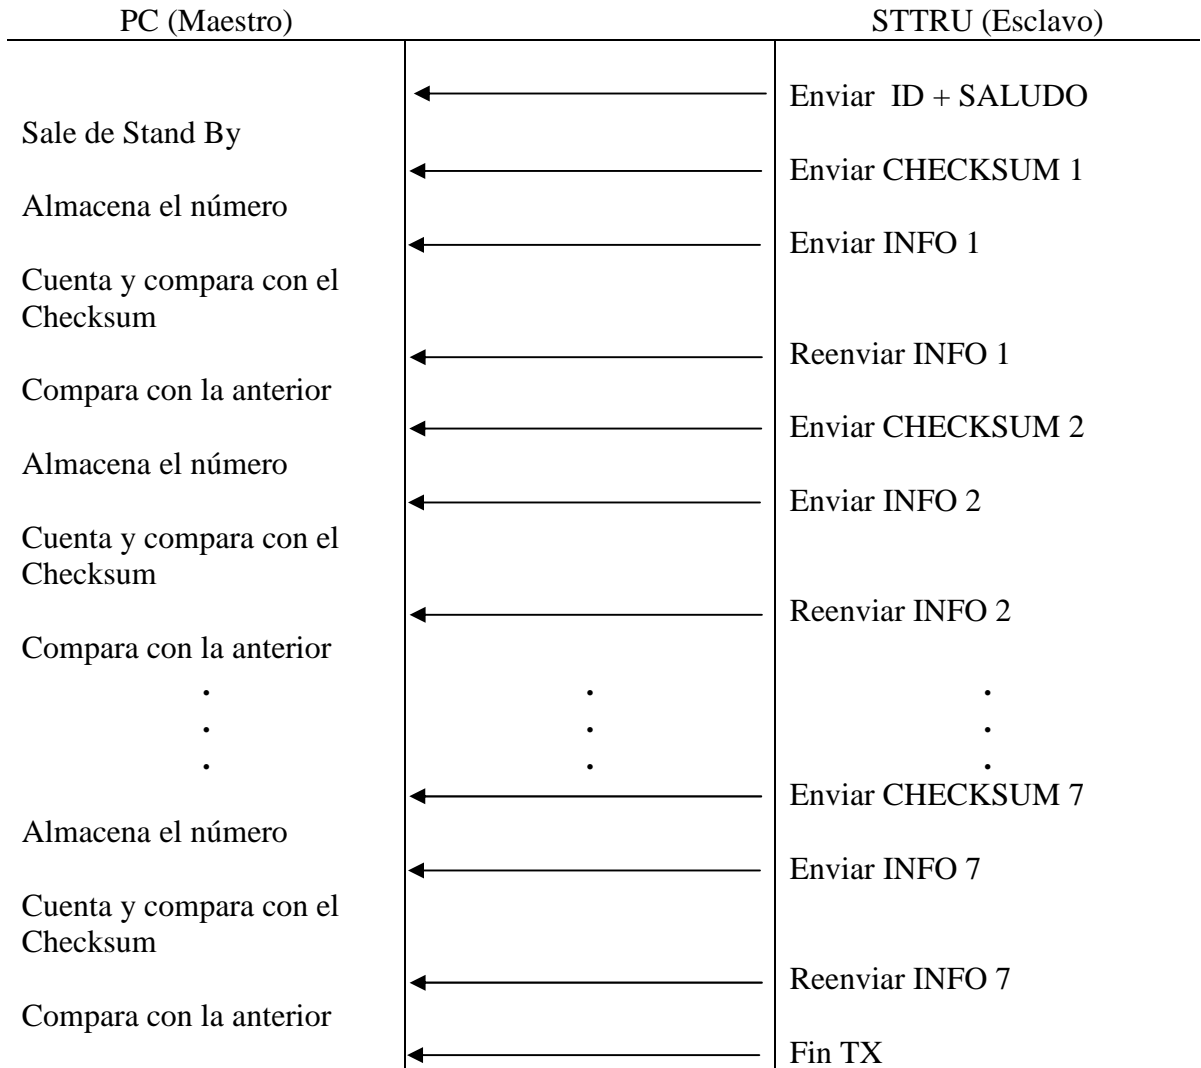 PC (Maestro) STTRU (Esclavo)
Enviar ID + SALUDO
Sale de Stand By
Enviar CHECKSUM 1
Almacena el número
Enviar INFO 1
Cuenta y compara con el
Checksum
Reenviar INFO 1
Compara con la anterior
Enviar CHECKSUM 2
Almacena el número
Enviar INFO 2
Cuenta y compara con el
Checksum
Reenviar INFO 2
Compara con la anterior
. . .
. . .
. . .
Enviar CHECKSUM 7
Almacena el número
Enviar INFO 7
Cuenta y compara con el
Checksum
Reenviar INFO 7
Compara con la anterior
Fin TX